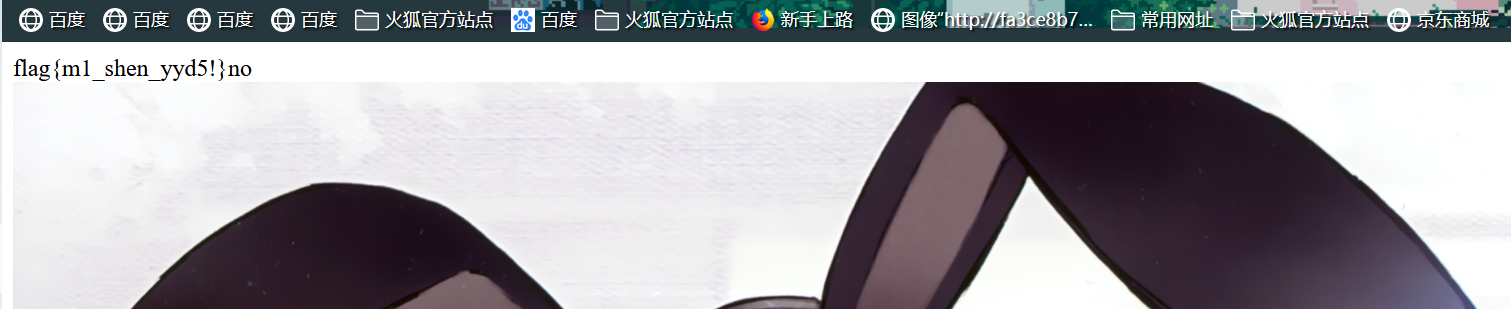 百度 百度 百度 百度 火狐官方站点 百度 火狐官方站点 新手上路 图像“http://fa3ce8b7... 常用网址 火狐官方站点 京东商城
flag{m1_shen_yyd5!}no